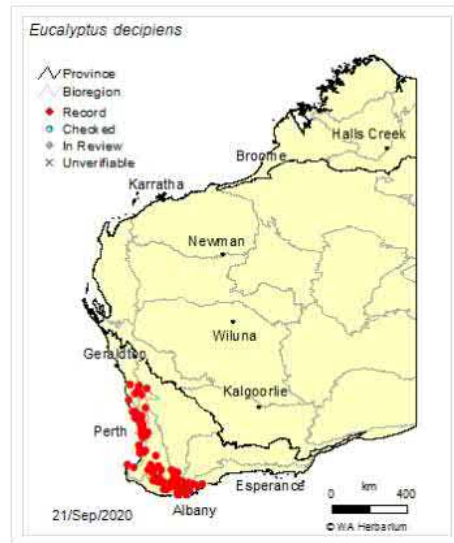 Eucalyptus decipiens
Province
Bioregion
Record
Checked
In Review
Unverifiable
Halls Creek
Broome
Karratha
Newman
Wiluna
Geraldton
Kalgoorlie
Perth
Esperance
Albany
km
0 400
21/Sep/2020
© WA Herbarium